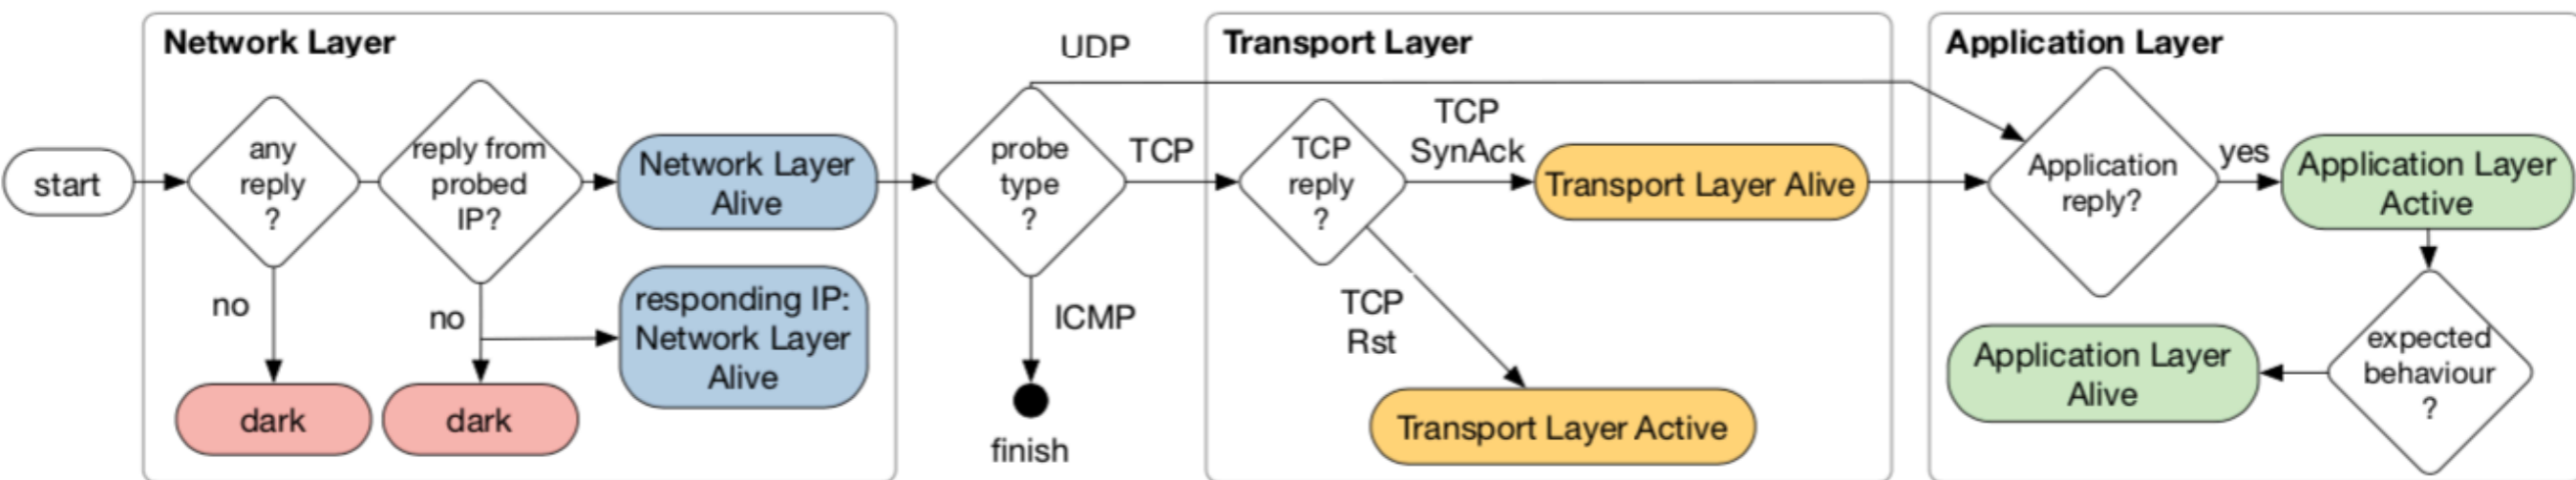 Network Layer
start
any
reply
?
no
dark
reply from
probed
IP?
no
dark
Network Layer
Alive
responding IP:
Network Layer
Alive
UDP
probe
type
?
TCP
ICMP
finish
Transport Layer
TCP
reply
?
TCP
SynAck
Transport Layer Alive
TCP
Rst
Transport Layer Active
Application Layer
Application
reply?
yes
Application Layer
Active
expected
behaviour
?
Application Layer
Alive